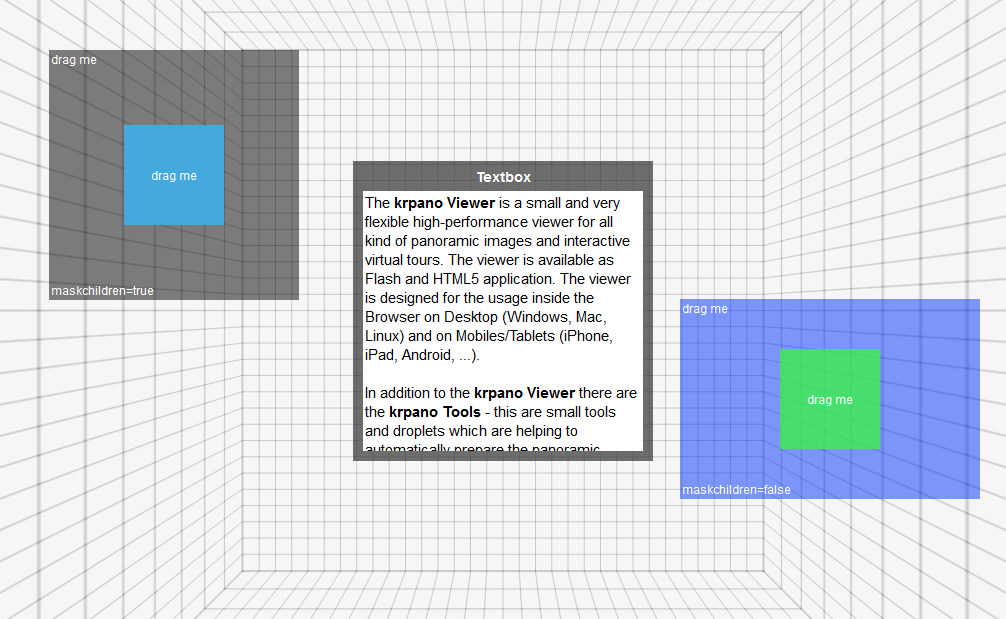 drag me
drag me
maskchildren=true
Textbox
The krpano Viewer is a small and very
flexible high-performance viewer for all
kind of panoramic images and interactive
virtual tours. The viewer is available as
Flash and HTML5 application. The viewer
is designed for the usage inside the
Browser on Desktop (Windows, Mac,
Linux) and on Mobiles/Tablets (iPhone,
iPad, Android, ...).
In addition to the krpano Viewer there are
the krpano Tools - this are small tools
and droplets which are helping to
automatically prepare the panoramic
drag me
drag me
maskchildren=false